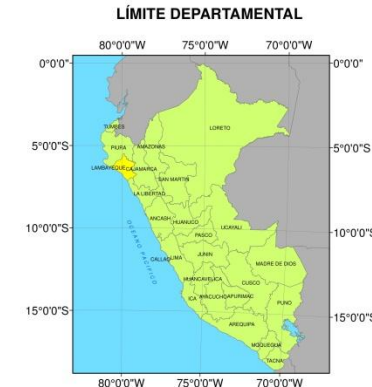 LÍMITE DEPARTAMENTAL
80°0'0"W 75°0'0"W 70°0'0"W
0°0'0" 0°0'0"
TUMBES
LORETO
PIURA AMAZONAS
5°0'0"S 5°0'0"S
LAMBAYEQUE CAJAMARCA
SAN MARTIN
LA LIBERTAD
ANCASH
HUANUCO
UCAYALI
10°0'0"S 10°0'0"S
PASCO
OCEANO PACIFICO
JUNIN
CALLAO LIMA
MADRE DE DIOS
HUANCAVELICA
CUSCO
ICA AYACUCHO APURIMAC
PUNO
15°0'0"S 15°0'0"S
AREQUIPA
MOQUEGUA
TACNA
80°0'0"W 75°0'0"W 70°0'0"W